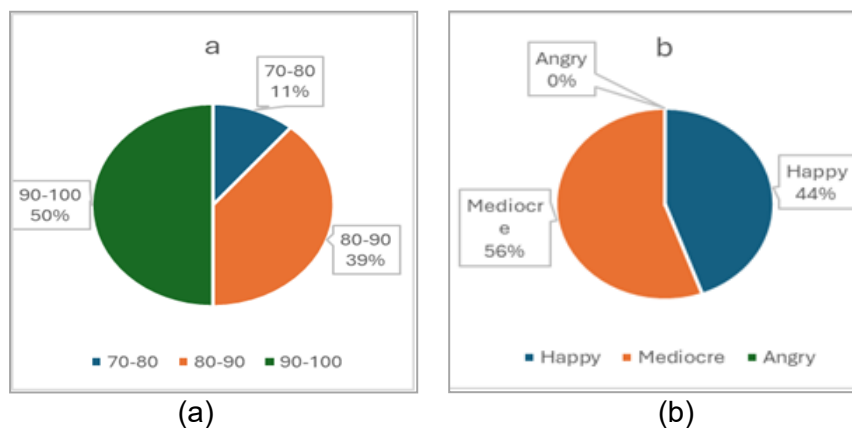 a
70-80
11%
90-100
50%
80-90
39%
70-80 80-90 90-100
(a)
b
Angry
0%
Happy
44%
Mediocr
e
56%
Happy Mediocre Angry
(b)